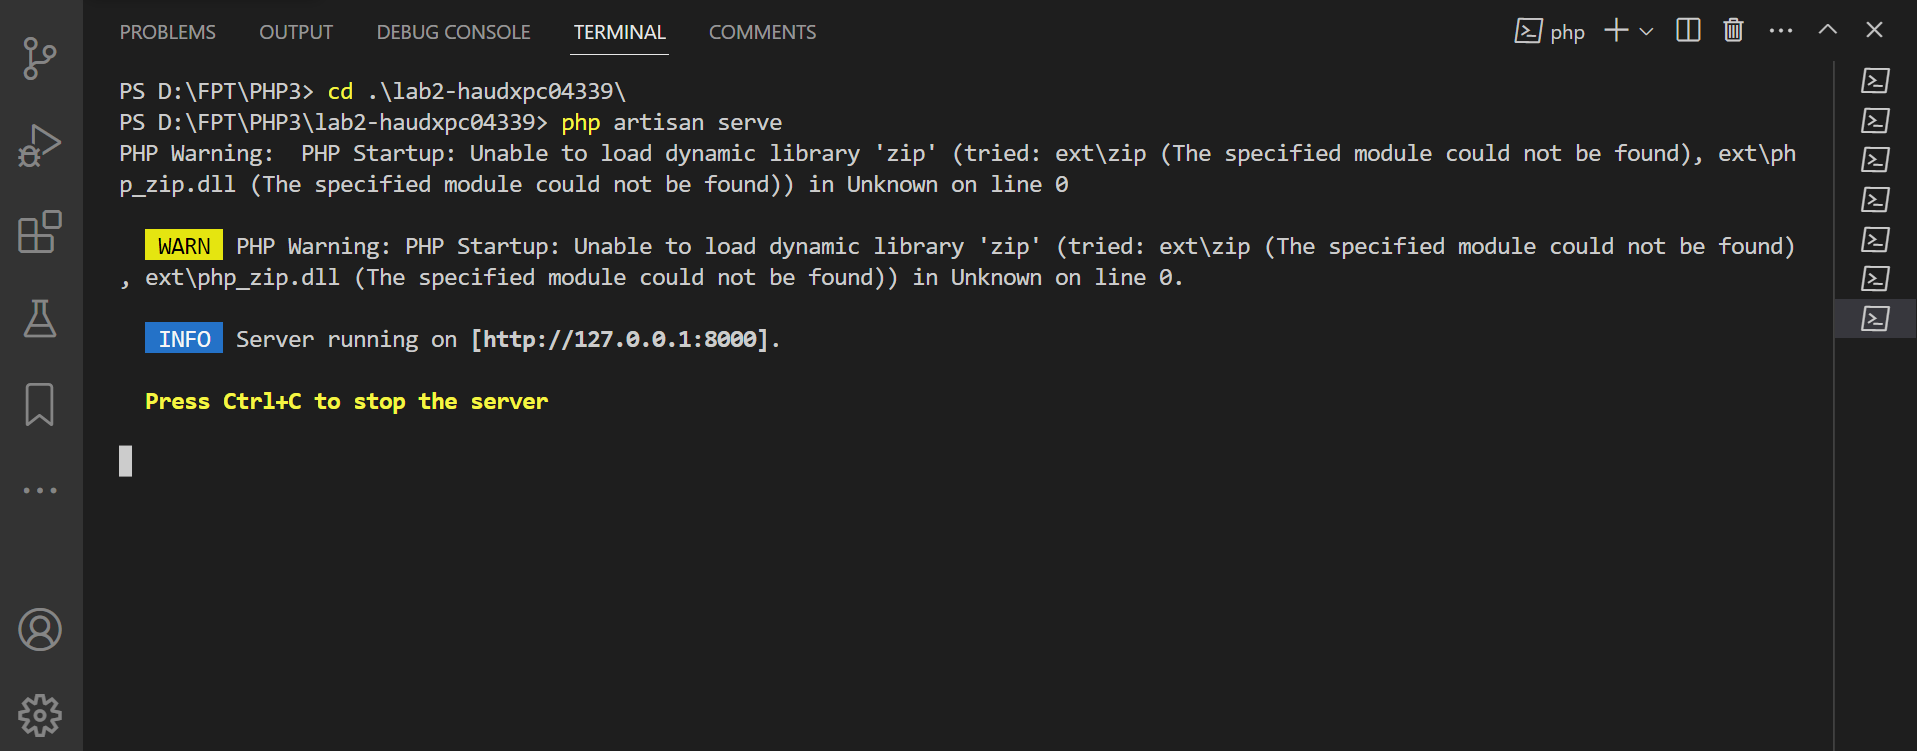 PROBLEMS OUTPUT DEBUG CONSOLE TERMINAL COMMENTS php
PS D:\FPT\PHP3> cd .\lab2-haudxpc04339\
PS D:\FPT\PHP3\lab2-haudxpc04339> php artisan serve
PHP Warning:  PHP Startup: Unable to load dynamic library 'zip' (tried: ext\zip (The specified module could not be found), ext\ph
p_zip.dll (The specified module could not be found)) in Unknown on line 0
WARN PHP Warning: PHP Startup: Unable to load dynamic library 'zip' (tried: ext\zip (The specified module could not be found)
, ext\php_zip.dll (The specified module could not be found)) in Unknown on line 0.
INFO Server running on [http://127.0.0.1:8000].
Press Ctrl+C to stop the server